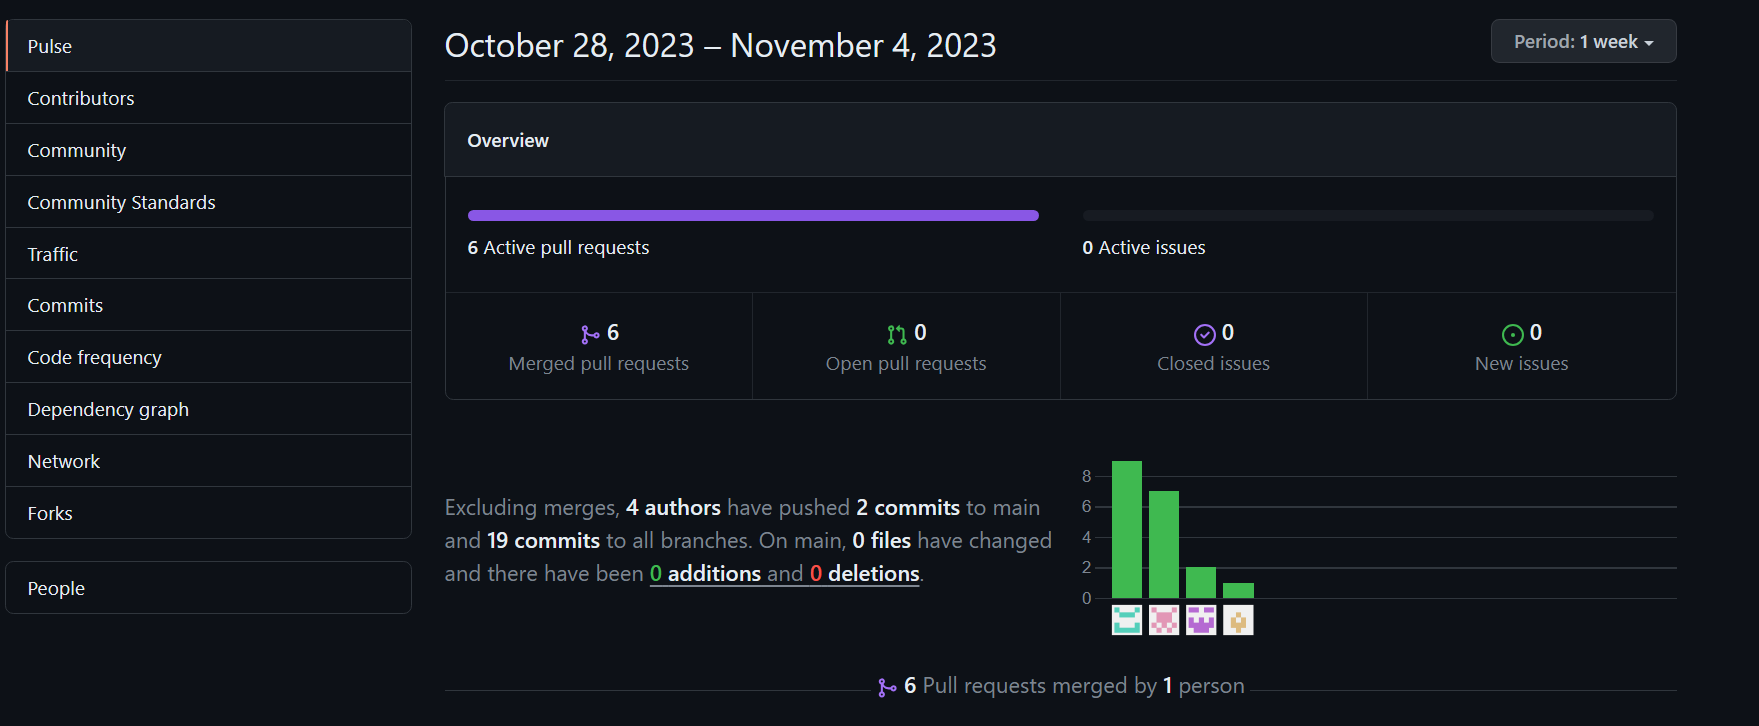 Pulse
Contributors
Community
Community Standards
Traffic
Commits
Code frequency
Dependency graph
Network
Forks
People
October 28, 2023 – November 4, 2023
Period: 1 week
Overview
6 Active pull requests
0 Active issues
6
Merged pull requests
0
Open pull requests
0
Closed issues
0
New issues
Excluding merges, 4 authors have pushed 2 commits to main
and 19 commits to all branches. On main, 0 files have changed
and there have been 0 additions and 0 deletions.
8
6
4
2
0
6 Pull requests merged by 1 person